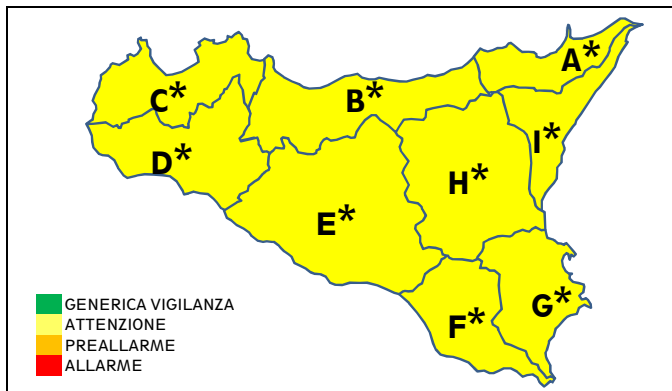 A*
C*
B*
I*
D*
H*
E*
G*
F*
GENERICA VIGILANZA
ATTENZIONE
PREALLARME
ALLARME